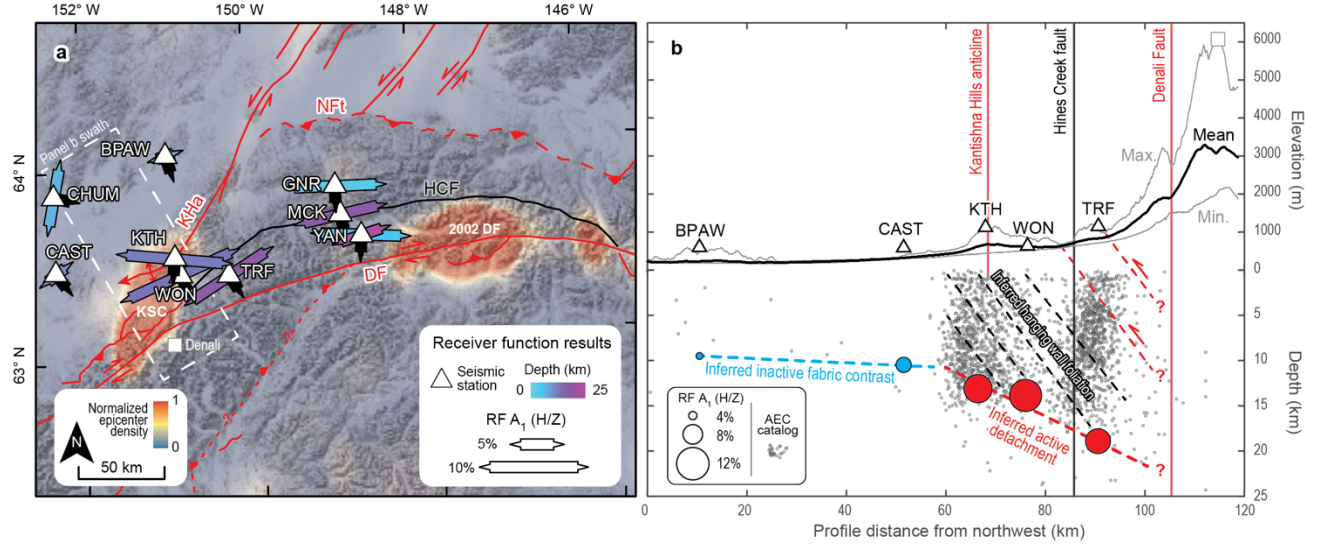 152° W
150° W
148° W
146° W
a
NFt
Panel b swath
BPAW
64° N
CHUM
GNR
HCF
KHa
MCK
KTH
YAN
2002 DF
CAST
TRF
DF
WON
KSC
?
Denali
?
63° N
Receiver function results
Seismic
station
Depth (km)
0
25
RF A1 (H/Z)
5%
10%
Normalized
epicenter
density
1
0
N
50 km
b
Kantishna Hills anticline
Hines Creek fault
Denali Fault
6000
5000
4000
3000
2000
1000
0
Elevation (m)
Max.
Mean
Min.
BPAW
CAST
KTH
WON
TRF
Inferred hanging wall foliation
?
?
Inferred inactive fabric contrast
Inferred active
detachment
?
RF A1 (H/Z)
4%
8%
12%
AEC
catalog
5
10
15
20
25
Depth (km)
0
20
40
60
80
100
120
Profile distance from northwest (km)